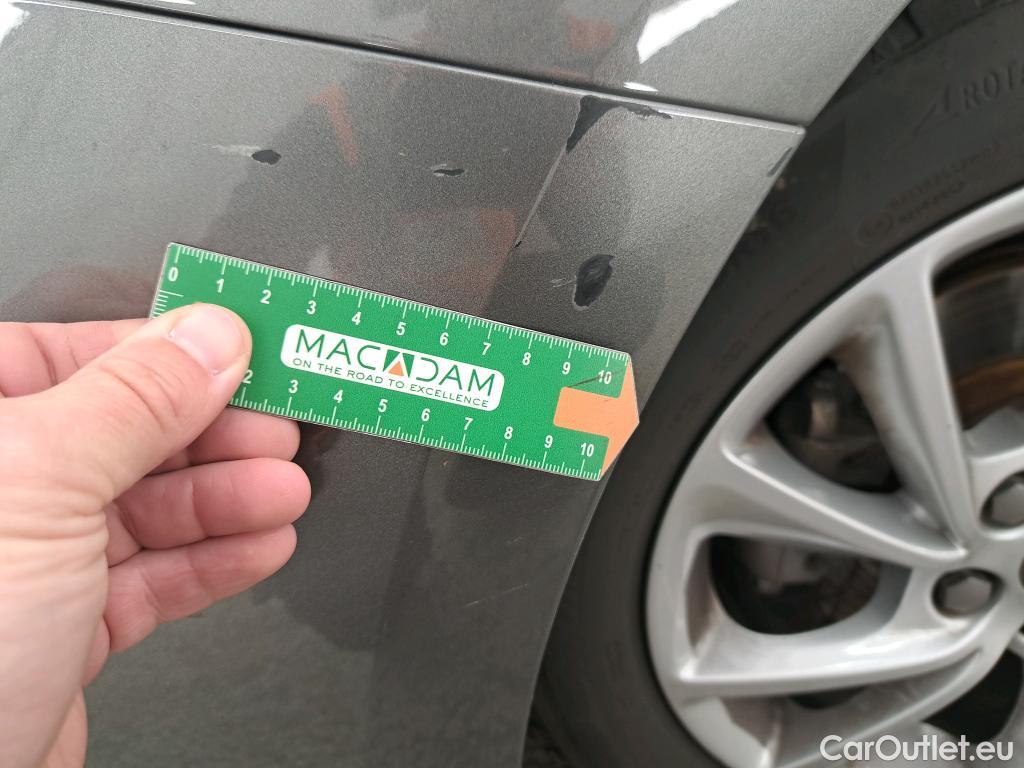 ROTA
0 1 2 3 4 5 6 7 8 9 10
MACADAM
ON THE ROAD TO EXCELLENCE
2 3 4 5 6 7 8 9 10
CarOutlet.eu